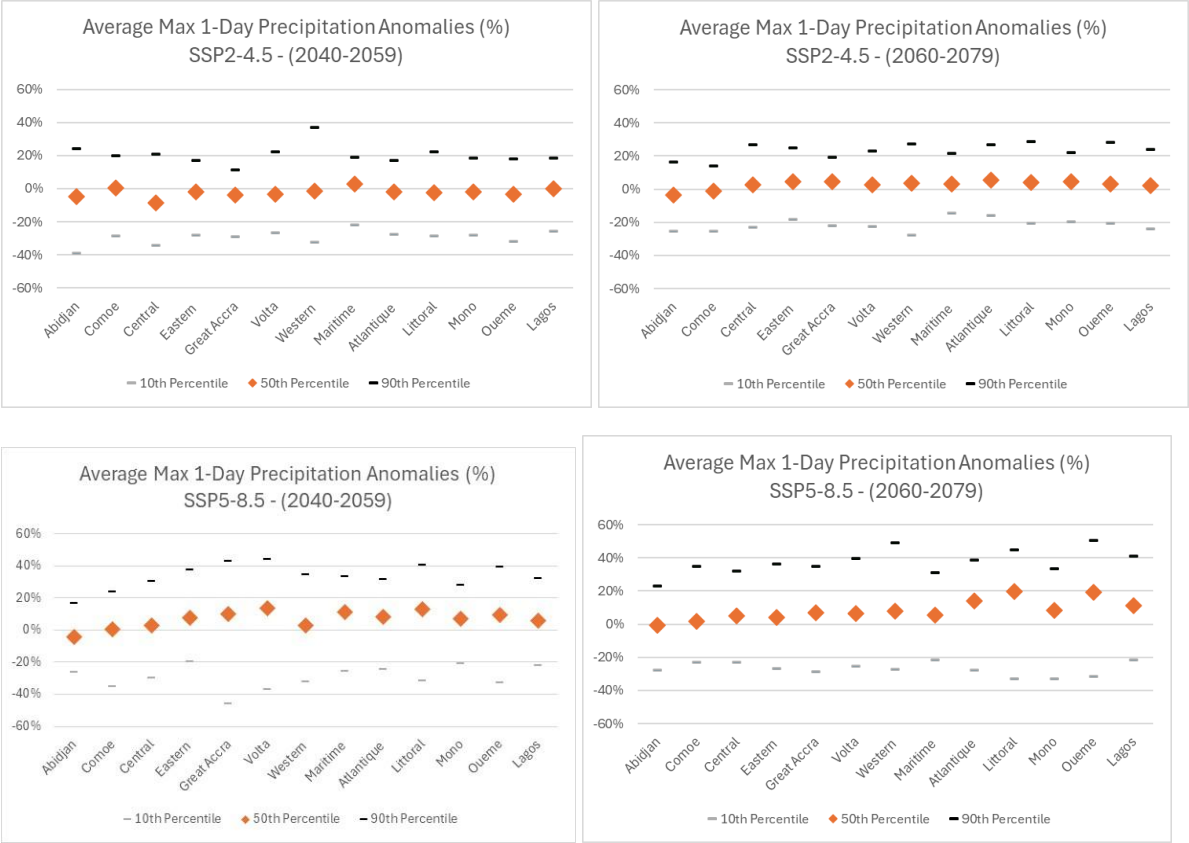 Average Max 1-Day Precipitation Anomalies (%)
SSP2-4.5 - (2040-2059)
60%
40%
20%
0%
-20%
-40%
-60%
Abidjan
Comoe
Central
Eastern
Great Accra
Volta
Western
Maritime
Atlantique
Littoral
Mono
Oueme
Lagos
10th Percentile 50th Percentile 90th Percentile
Average Max 1-Day Precipitation Anomalies (%)
SSP2-4.5 - (2060-2079)
60%
40%
20%
0%
-20%
-40%
-60%
Abidjan
Comoe
Central
Eastern
Great Accra
Volta
Western
Maritime
Atlantique
Littoral
Mono
Oueme
Lagos
10th Percentile 50th Percentile 90th Percentile
Average Max 1-Day Precipitation Anomalies (%)
SSP5-8.5 - (2040-2059)
60%
40%
20%
0%
-20%
-40%
-60%
Abidjan
Comoe
Central
Eastern
Great Accra
Volta
Western
Maritime
Atlantique
Littoral
Mono
Oueme
Lagos
10th Percentile 50th Percentile 90th Percentile
Average Max 1-Day Precipitation Anomalies (%)
SSP5-8.5 - (2060-2079)
60%
40%
20%
0%
-20%
-40%
-60%
Abidjan
Comoe
Central
Eastern
Great Accra
Volta
Western
Maritime
Atlantique
Littoral
Mono
Oueme
Lagos
10th Percentile 50th Percentile 90th Percentile